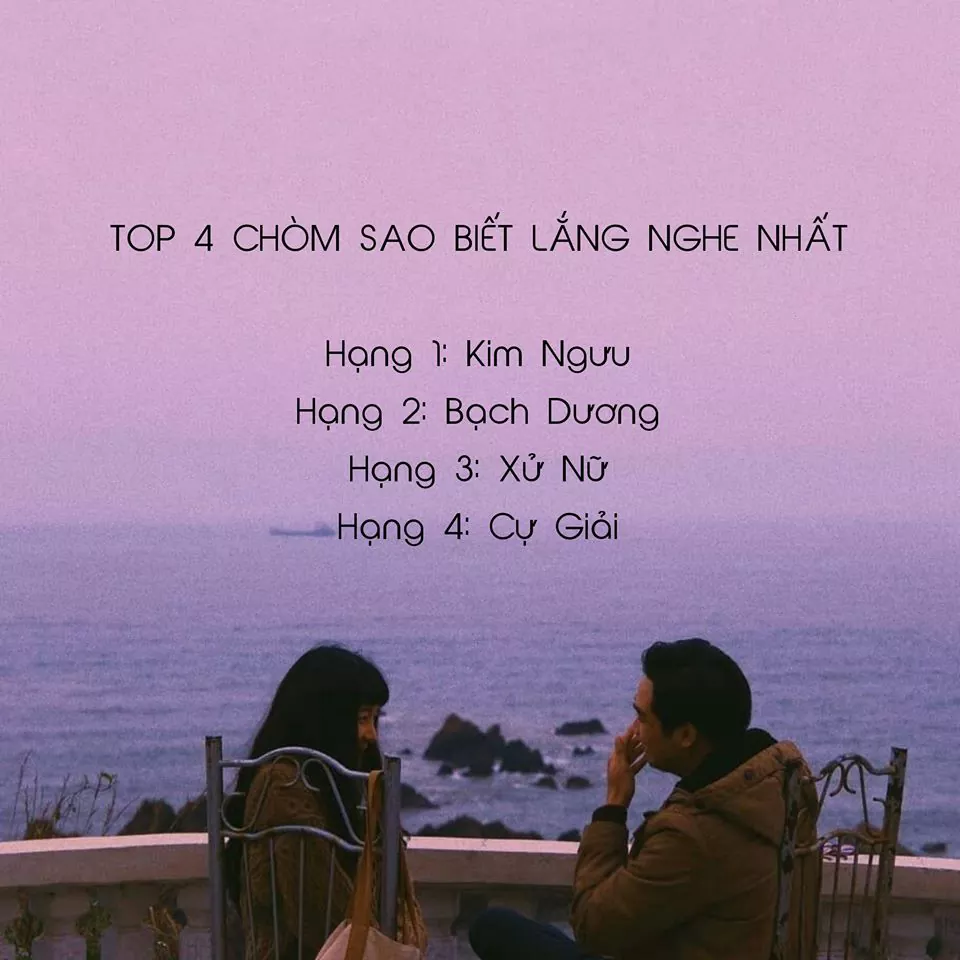 TOP 4 CHÒM SAO BIẾT LẮNG NGHE NHẤT
Hạng 1: Kim Ngưu
Hạng 2: Bạch Dương
Hạng 3: Xử Nữ
Hạng 4: Cự Giải